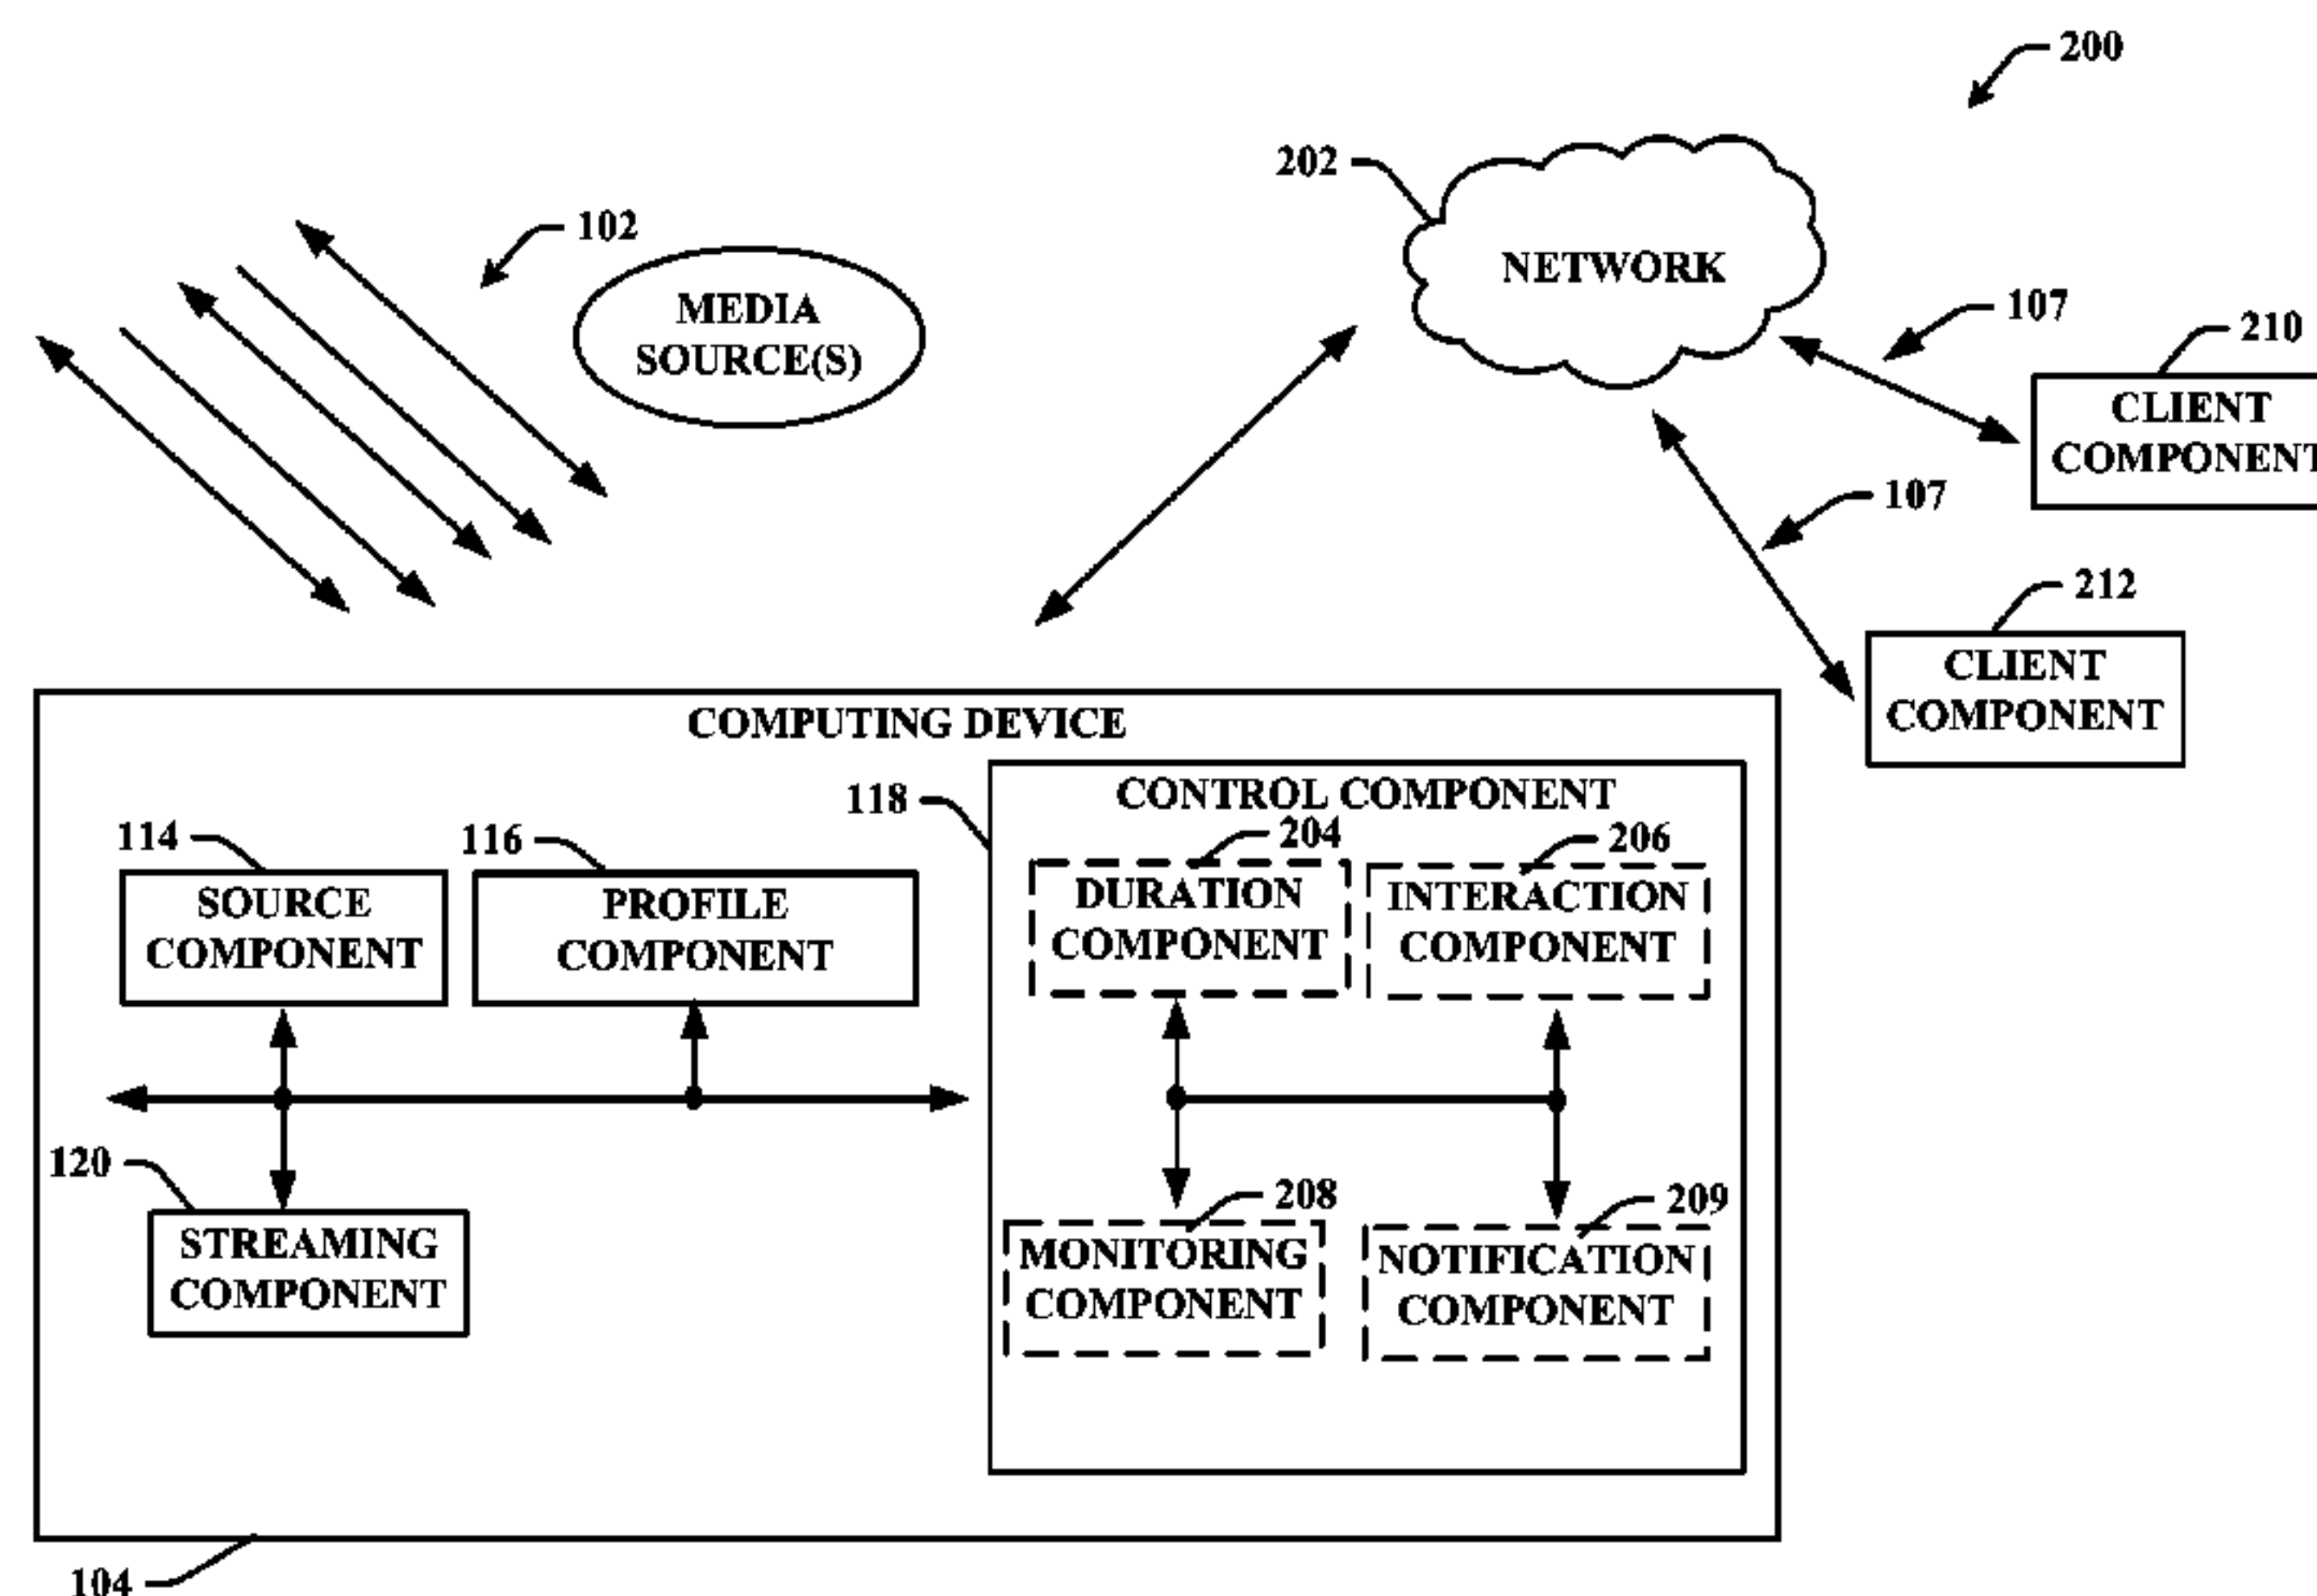 200
202
102
NETWORK
MEDIA
SOURCE(S)
107
210
CLIENT
COMPONENT
107
212
CLIENT
COMPONENT
COMPUTING DEVICE
118
CONTROL COMPONENT
114
116
204
206
SOURCE
COMPONENT
PROFILE
COMPONENT
DURATION
COMPONENT
INTERACTION
COMPONENT
120
208
209
STREAMING
COMPONENT
MONITORING
COMPONENT
NOTIFICATION
COMPONENT
104